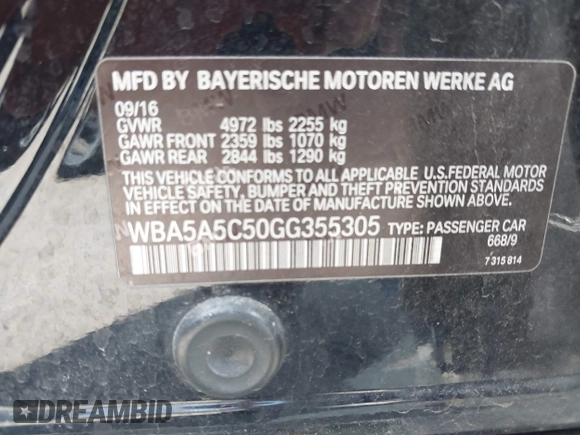 MFD BY BAYERISCHE MOTOREN WERKE AG
09/16
GVWR 4972 lbs 2255 kg
GAWR FRONT 2359 lbs 1070 kg
GAWR REAR 2844 lbs 1290 kg
THIS VEHICLE CONFORMS TO ALL APPLICABLE U.S.FEDERAL MOTOR
VEHICLE SAFETY, BUMPER AND THEFT PREVENTION STANDARDS
IN EFFECT ON THE DATE OF MANUFACTURE SHOWN ABOVE.
WBA5A5C50GG355305 TYPE: PASSENGER CAR
668/9
7 315 814
DREAMBID